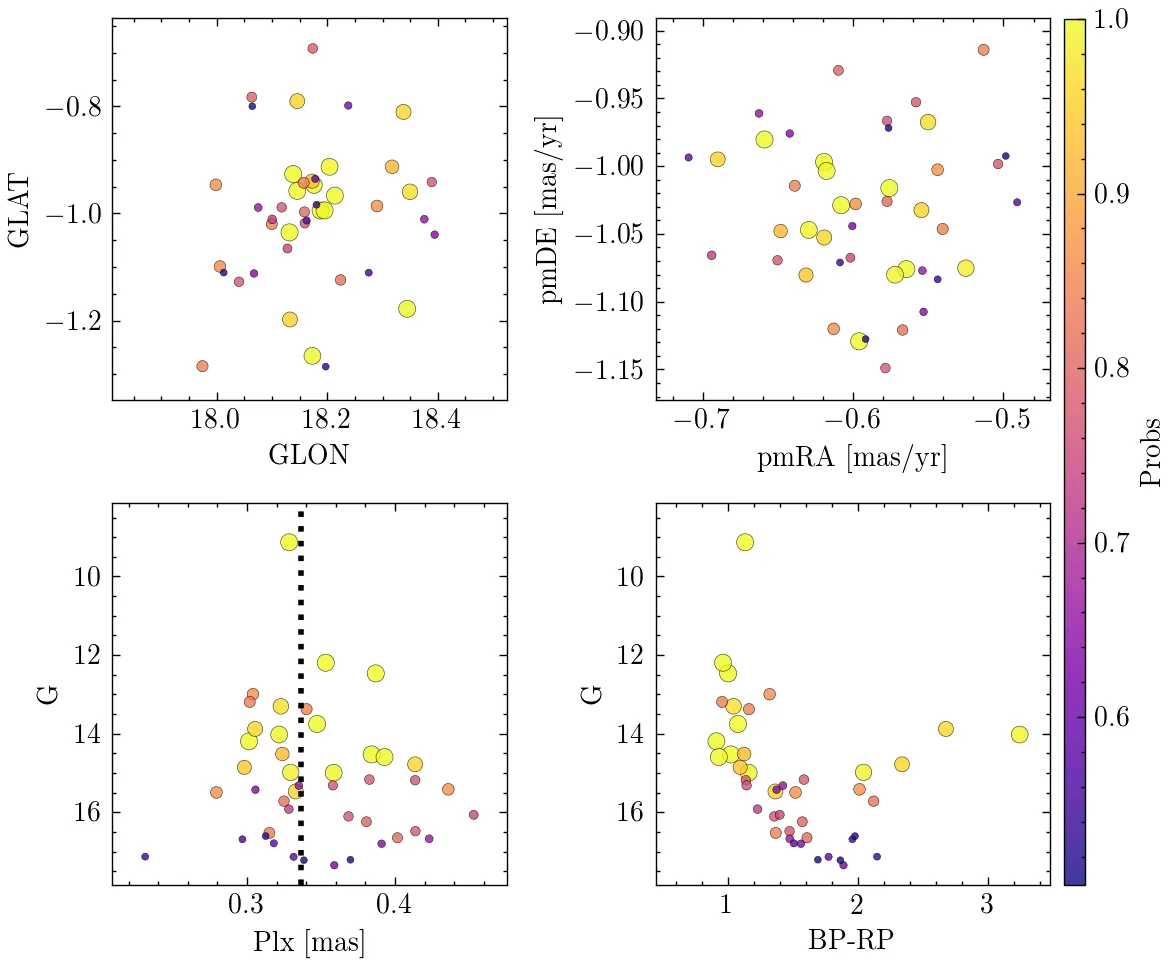 GLAT
−0.8
−1.0
−1.2
18.0 18.2 18.4
GLON
pmDE [mas/yr]
−0.90
−0.95
−1.00
−1.05
−1.10
−1.15
−0.7 −0.6 −0.5
pmRA [mas/yr]
G
10
12
14
16
0.3 0.4
Plx [mas]
G
10
12
14
16
1 2 3
BP-RP
1.0
0.9
0.8
0.7
0.6
Probs